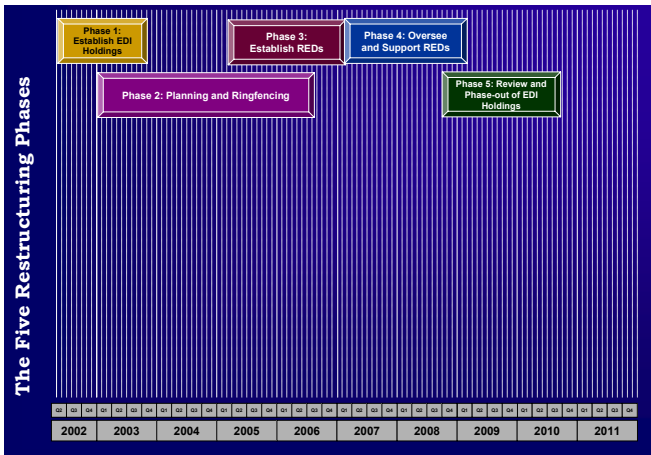 The Five Restructuring Phases
Phase 1:
Establish EDI
Holdings
Phase 3:
Establish REDs
Phase 4: Oversee
and Support REDs
Phase 2: Planning and Ringfencing
Phase 5: Review and
Phase-out of EDI
Holdings
Q2 Q3 Q4 Q1 Q2 Q3 Q4 Q1 Q2 Q3 Q4 Q1 Q2 Q3 Q4 Q1 Q2 Q3 Q4 Q1 Q2 Q3 Q4 Q1 Q2 Q3 Q4 Q1 Q2 Q3 Q4 Q1 Q2 Q3 Q4 Q1 Q2 Q3 Q4
2002 2003 2004 2005 2006 2007 2008 2009 2010 2011